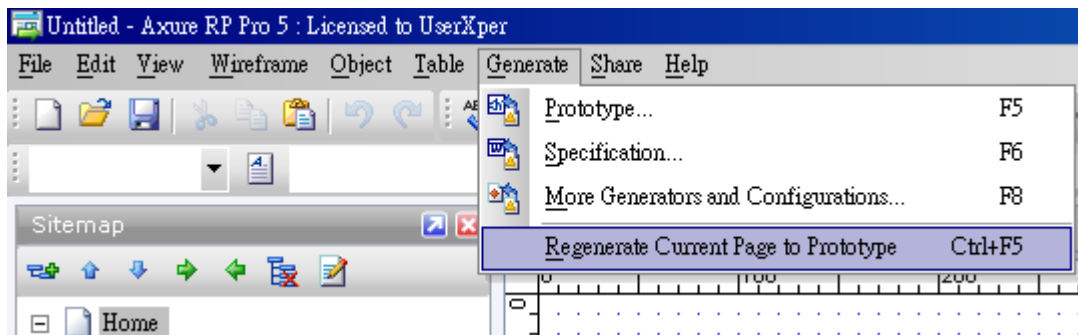 Untitled - Axure RP Pro 5 : Licensed to UserXper
File Edit View Wireframe Object Table Generate Share Help
Prototype... F5
Specification... F6
More Generators and Configurations... F8
Sitemap
Regenerate Current Page to Prototype Ctrl+F5
0 100 200
Home
0